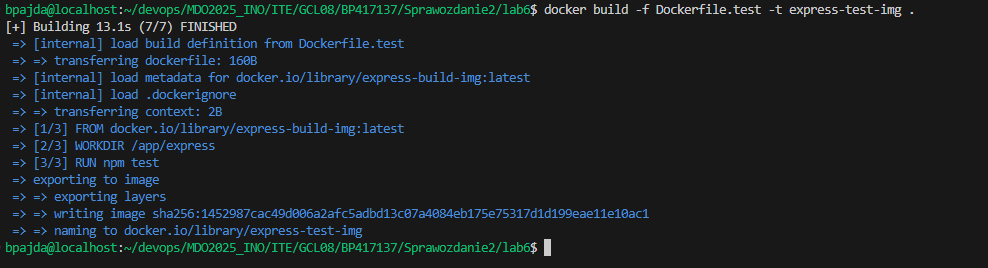 bpajda@localhost:~/devops/MDO2025_INO/ITE/GCL08/BP417137/Sprawozdanie2/lab6$ docker build -f Dockerfile.test -t express-test-img .
[+] Building 13.1s (7/7) FINISHED
=> [internal] load build definition from Dockerfile.test
=> => transferring dockerfile: 160B
=> [internal] load metadata for docker.io/library/express-build-img:latest
=> [internal] load .dockerignore
=> => transferring context: 2B
=> [1/3] FROM docker.io/library/express-build-img:latest
=> [2/3] WORKDIR /app/express
=> [3/3] RUN npm test
=> exporting to image
=> => exporting layers
=> => writing image sha256:1452987cac49d006a2afc5adbd13c07a4084eb175e75317d1d199eae11e10ac1
=> => naming to docker.io/library/express-test-img
bpajda@localhost:~/devops/MDO2025_INO/ITE/GCL08/BP417137/Sprawozdanie2/lab6$